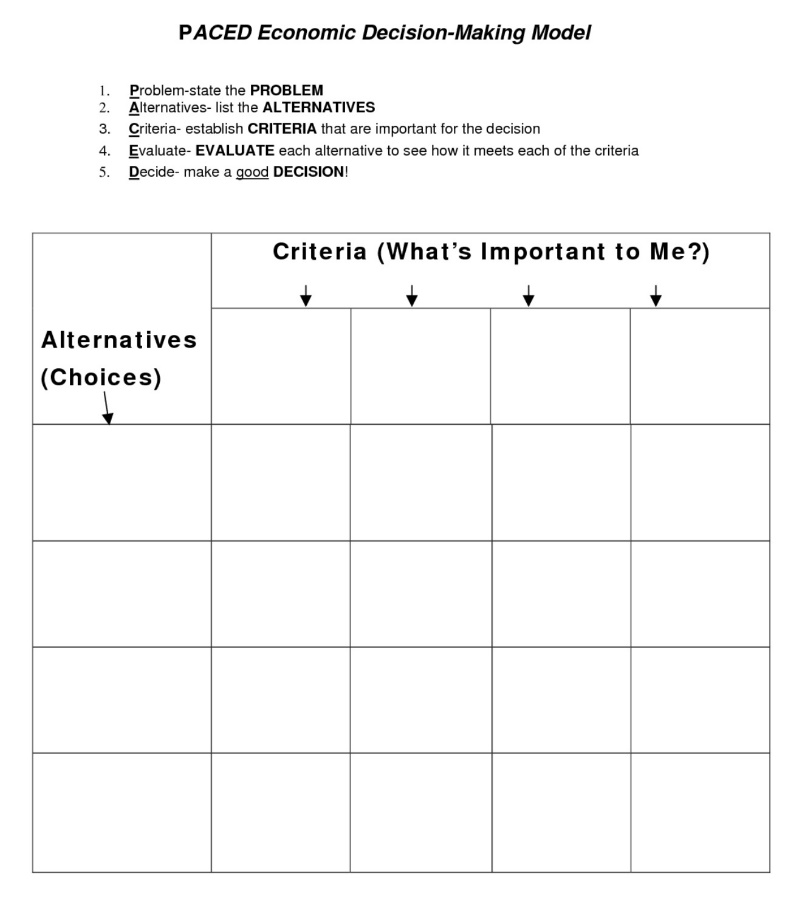 PACED Economic Decision-Making Model
1. Problem-state the PROBLEM
2. Alternatives- list the ALTERNATIVES
3. Criteria- establish CRITERIA that are important for the decision
4. Evaluate- EVALUATE each alternative to see how it meets each of the criteria
5. Decide- make a good DECISION!
Criteria (What's Important to Me?)
Alternatives
(Choices)